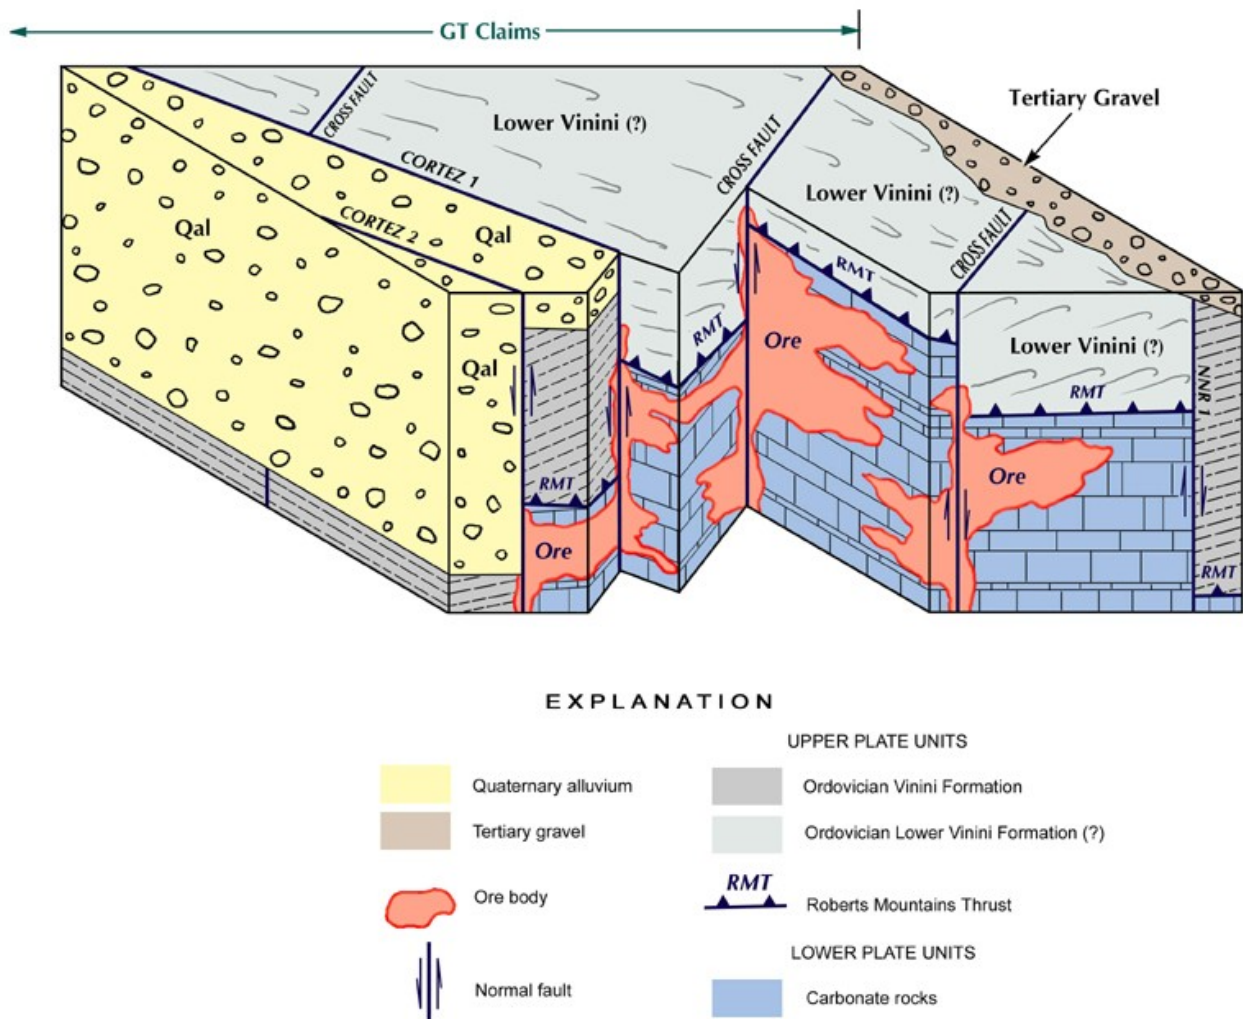 GT Claims
Tertiary Gravel
CROSS FAULT
Lower Vinini (?)
CROSS FAULT
CORTEZ 1
Lower Vinini (?)
CORTEZ 2
Qal
Qal
CROSS FAULT
RMT
RMT
Ore
Lower Vinini (?)
Qal
NNR 1
RMT
RMT
Ore
Ore
RMT
EXPLANATION
UPPER PLATE UNITS
Quaternary alluvium
Ordovician Vinini Formation
Tertiary gravel
Ordovician Lower Vinini Formation (?)
Ore body
RMT
Roberts Mountains Thrust
LOWER PLATE UNITS
Normal fault
Carbonate rocks